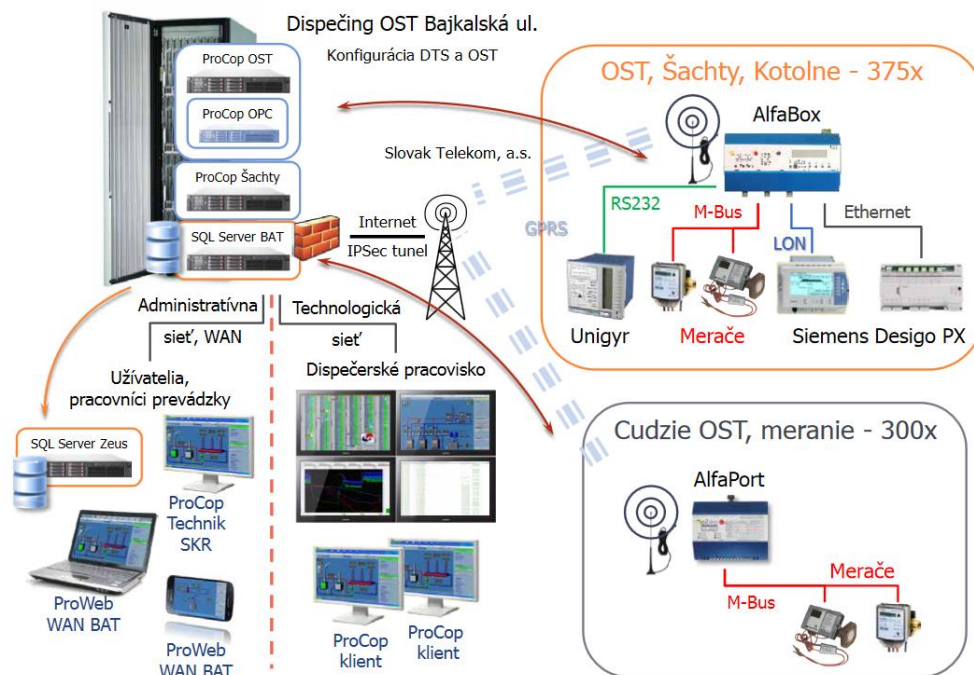 Dispečing OST Bajkalská ul.
Konfigurácia DTS a OST
ProCop OST
ProCop OPC
ProCop Šachty
SQL Server BAT
Slovak Telekom, a.s.
Internet
IPSec tunel
GPRS
OST, Šachty, Kotolne - 375x
AlfaBox
RS232
M-Bus
LON
Ethernet
Unigyr
Merače
Siemens Desigo PX
Administratívna
sieť, WAN
Technologická
sieť
Užívatelia,
pracovníci prevádzky
Dispečerské pracovisko
SQL Server Zeus
ProCop
Technik
SKR
ProWeb
WAN BAT
ProWeb
WAN BAT
ProCop
klient
ProCop
klient
Cudzie OST, meranie - 300x
AlfaPort
M-Bus
Merače